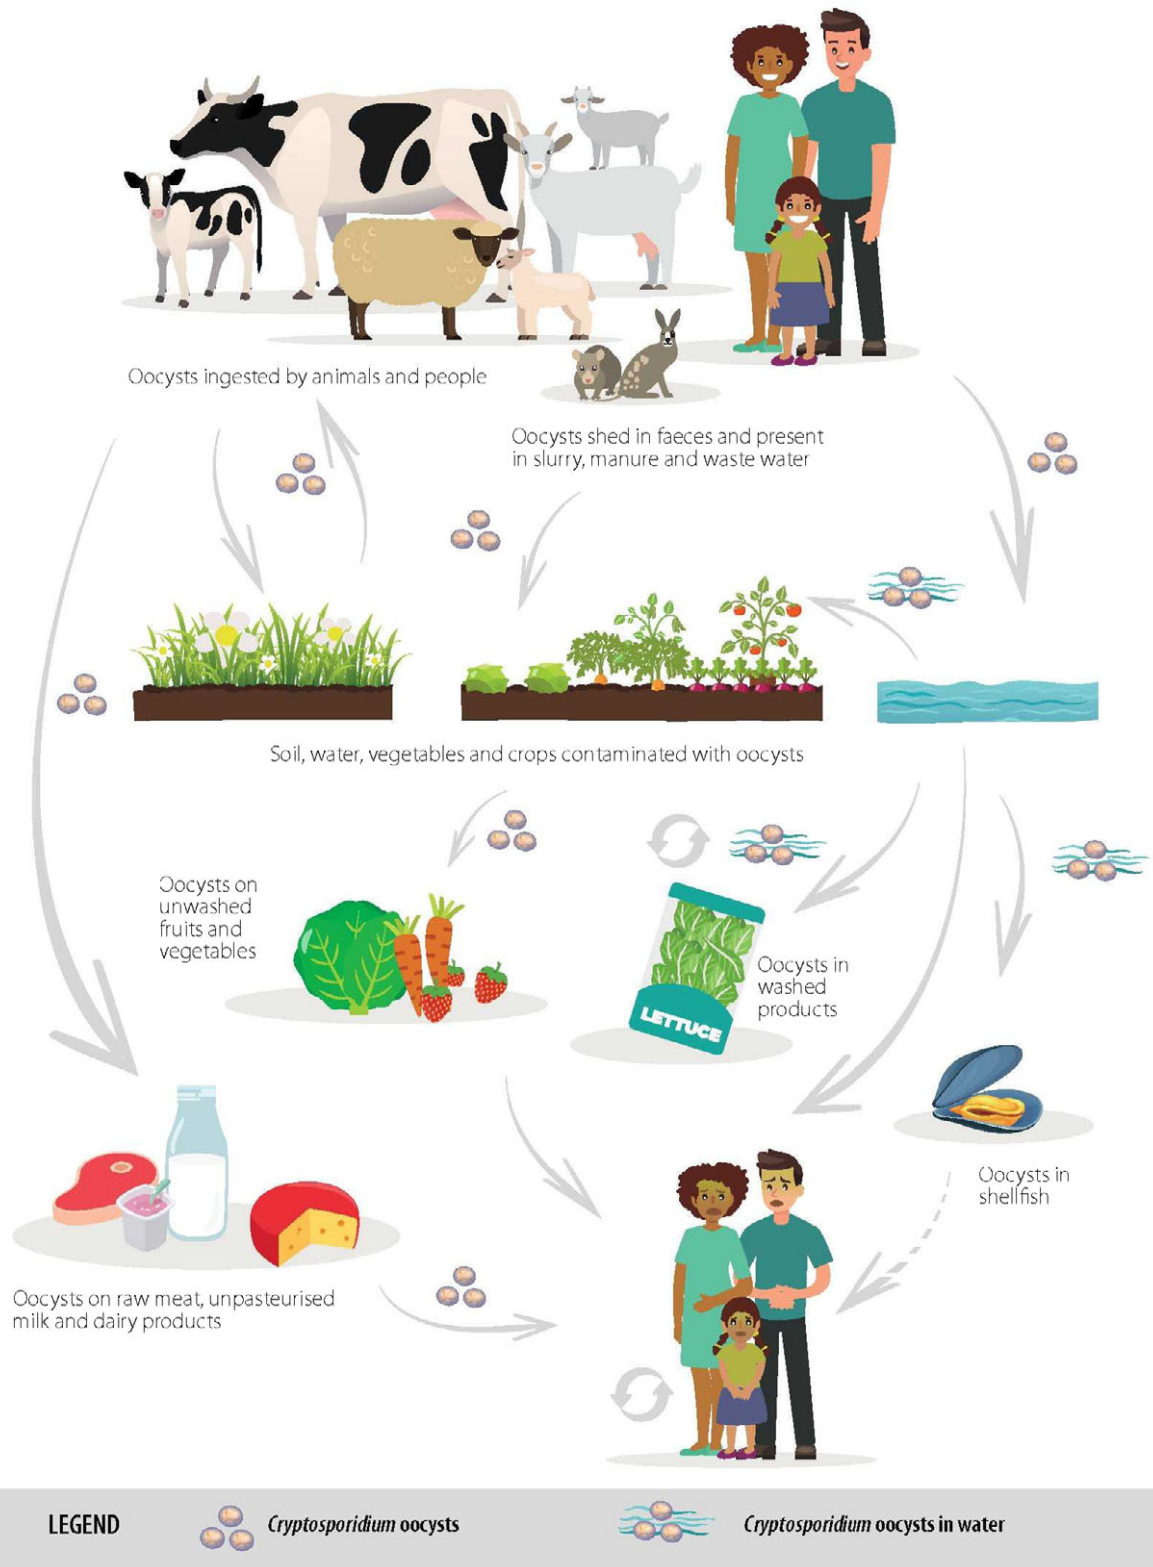 Oocysts ingested by animals and people
Oocysts shed in faeces and present
in slurry, manure and waste water
Soil, water, vegetables and crops contaminated with oocysts
Oocysts on
unwashed
fruits and
vegetables
LETTUCE
Oocysts in
washed
products
Oocysts in
shellfish
Oocysts on raw meat, unpasteurised
milk and dairy products
LEGEND
Cryptosporidium oocysts
Cryptosporidium oocysts in water